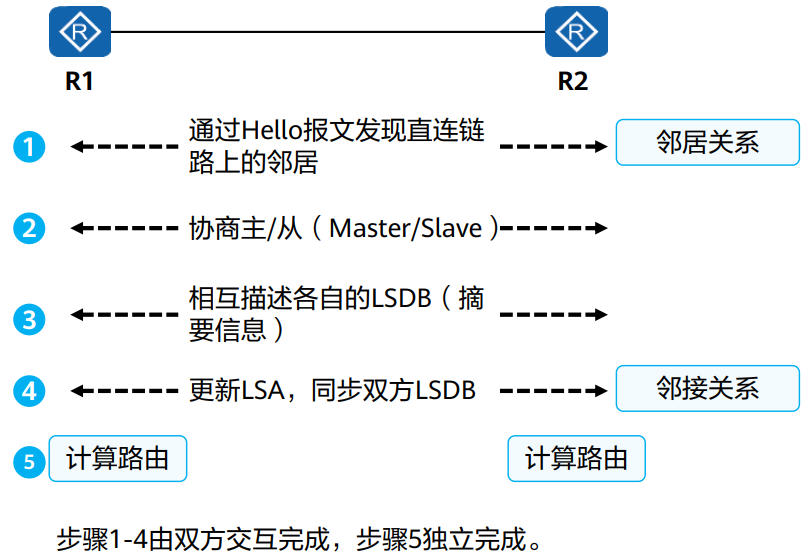 R R
R1 R2
1 通过Hello报文发现直连链 邻居关系
路上的邻居
2 协商主/从（Master/Slave）
3 相互描述各自的LSDB（摘
要信息）
4 更新LSA，同步双方LSDB 邻接关系
5 计算路由 计算路由
步骤1-4由双方交互完成，步骤5独立完成。